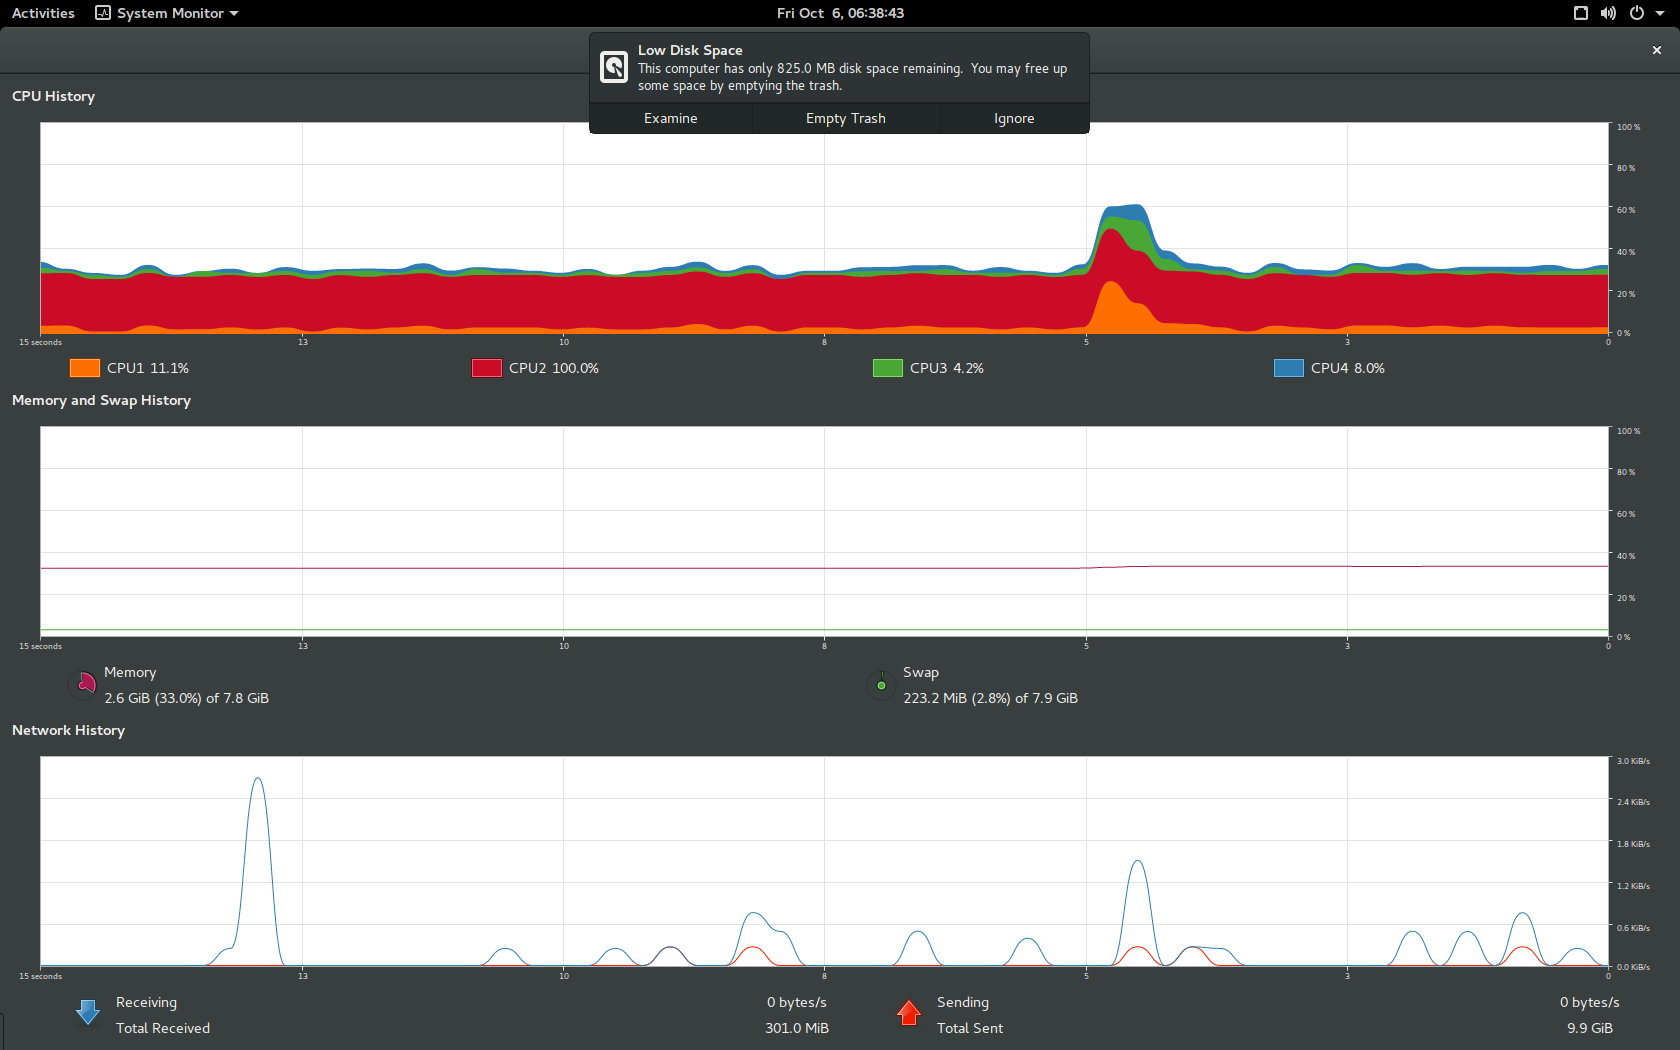 Activities
System Monitor
Fri Oct  6, 06:38:43
Low Disk Space
This computer has only 825.0 MB disk space remaining.  You may free up
some space by emptying the trash.
Examine
Empty Trash
Ignore
CPU History
100 %
80 %
60 %
40 %
20 %
0 %
15 seconds
13
10
8
5
3
0
CPU1 11.1%
CPU2 100.0%
CPU3 4.2%
CPU4 8.0%
Memory and Swap History
100 %
80 %
60 %
40 %
20 %
0 %
15 seconds
13
10
8
5
3
0
Memory
2.6 GiB (33.0%) of 7.8 GiB
Swap
223.2 MiB (2.8%) of 7.9 GiB
Network History
3.0 KiB/s
2.4 KiB/s
1.8 KiB/s
1.2 KiB/s
0.6 KiB/s
0.0 KiB/s
15 seconds
13
10
8
5
3
0
Receiving
0 bytes/s
Total Received
301.0 MiB
Sending
0 bytes/s
Total Sent
9.9 GiB